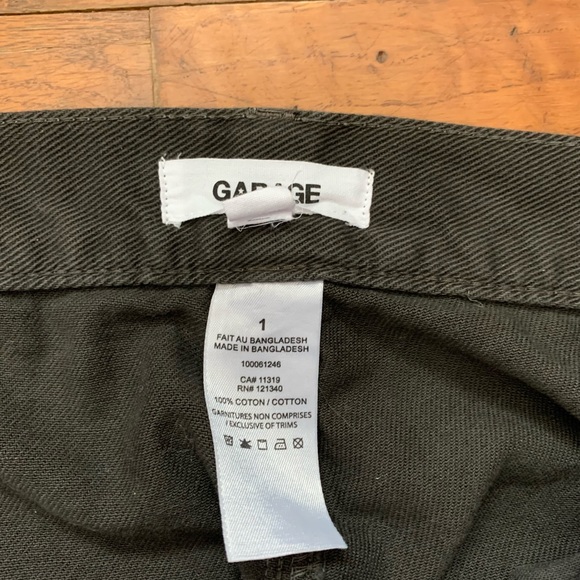 GARAGE
1
FAIT AU BANGLADESH
MADE IN BANGLADESH
100061246
CA# 11319
RN# 121340
100% COTON / COTTON
GARNITURES NON COMPRISES
/ EXCLUSIVE OF TRIMS